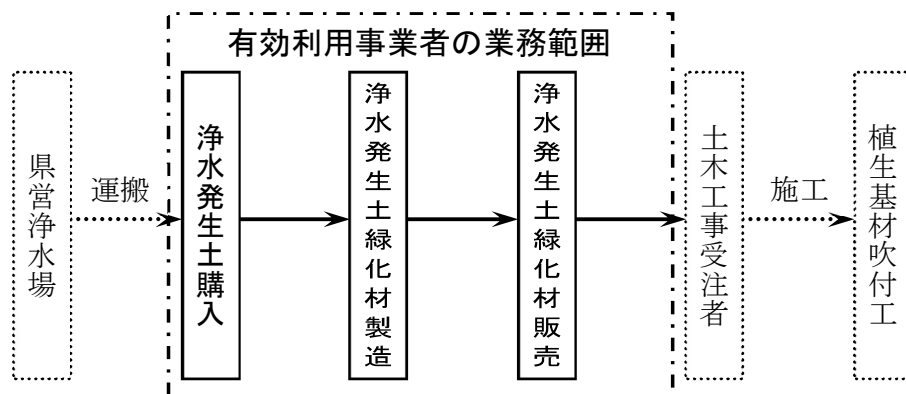 有効利用事業者の業務範囲
県営浄水場
運搬
浄水発生土購入
浄水発生土緑化材製造
浄水発生土緑化材販売
土木工事受注者
施工
植生基材吹付工